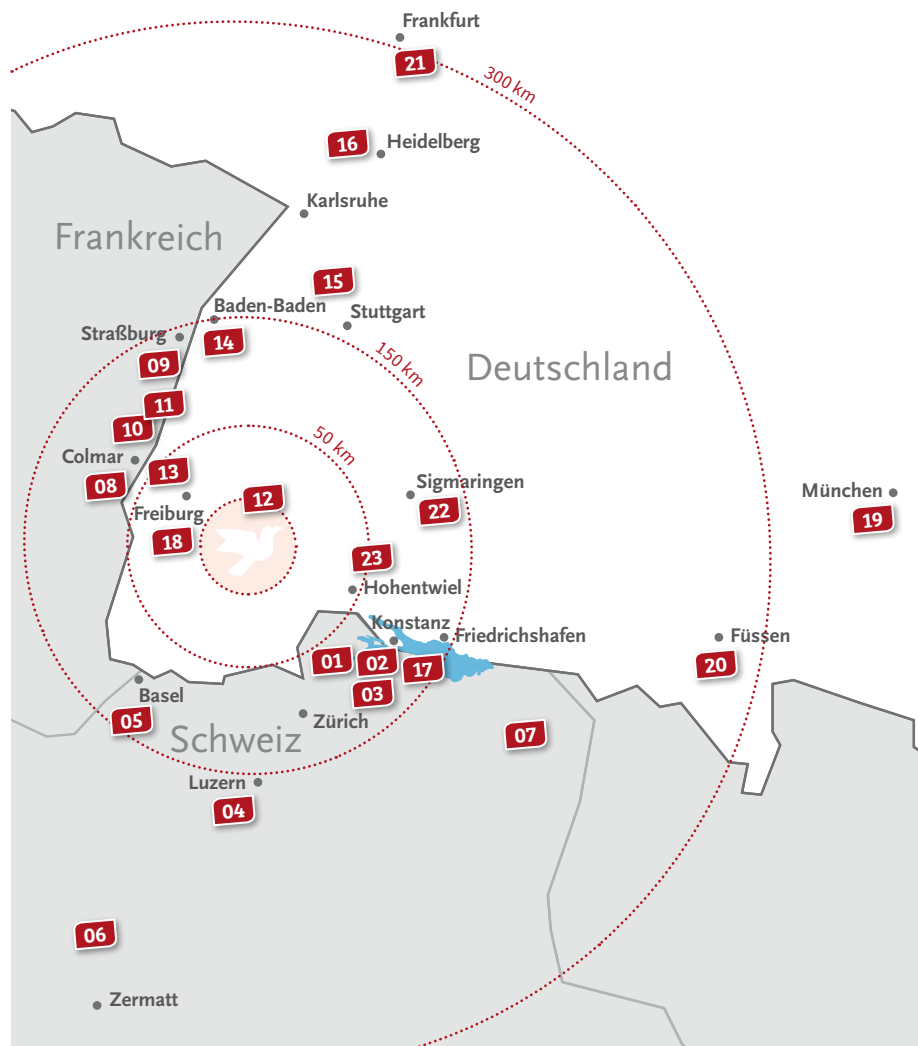 Frankfurt
21
300 km
16
Heidelberg
Karlsruhe
Frankreich
15
Baden-Baden
Stuttgart
Straßburg
14
150 km
09
Deutschland
11
10
50 km
Colmar
13
08
12
Sigmaringen
22
München
19
Freiburg
18
23
Hohentwiel
Konstanz
Friedrichshafen
Füssen
01
02
17
20
03
Basel
05
Zürich
Schweiz
07
Luzern
04
06
Zermatt